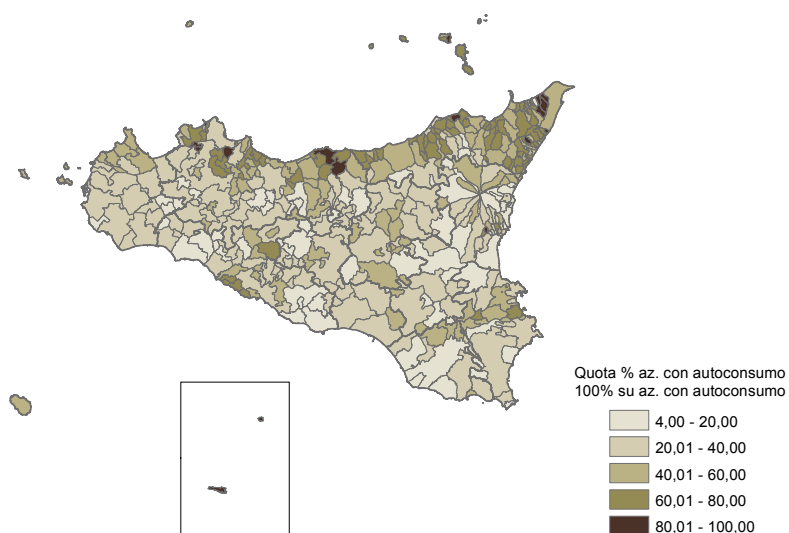 Quota % az. con autoconsumo
100% su az. con autoconsumo
4,00 - 20,00
20,01 - 40,00
40,01 - 60,00
60,01 - 80,00
80,01 - 100,00